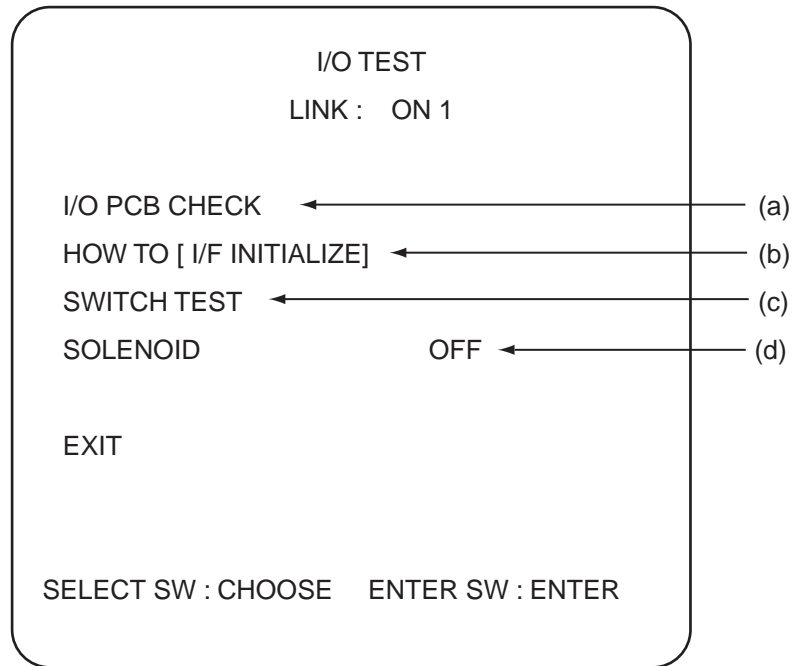 I/O TEST
LINK : ON 1
I/O PCB CHECK (a)
HOW TO [ I/F INITIALIZE] (b)
SWITCH TEST (c)
SOLENOID OFF (d)
EXIT
SELECT SW : CHOOSE ENTER SW : ENTER